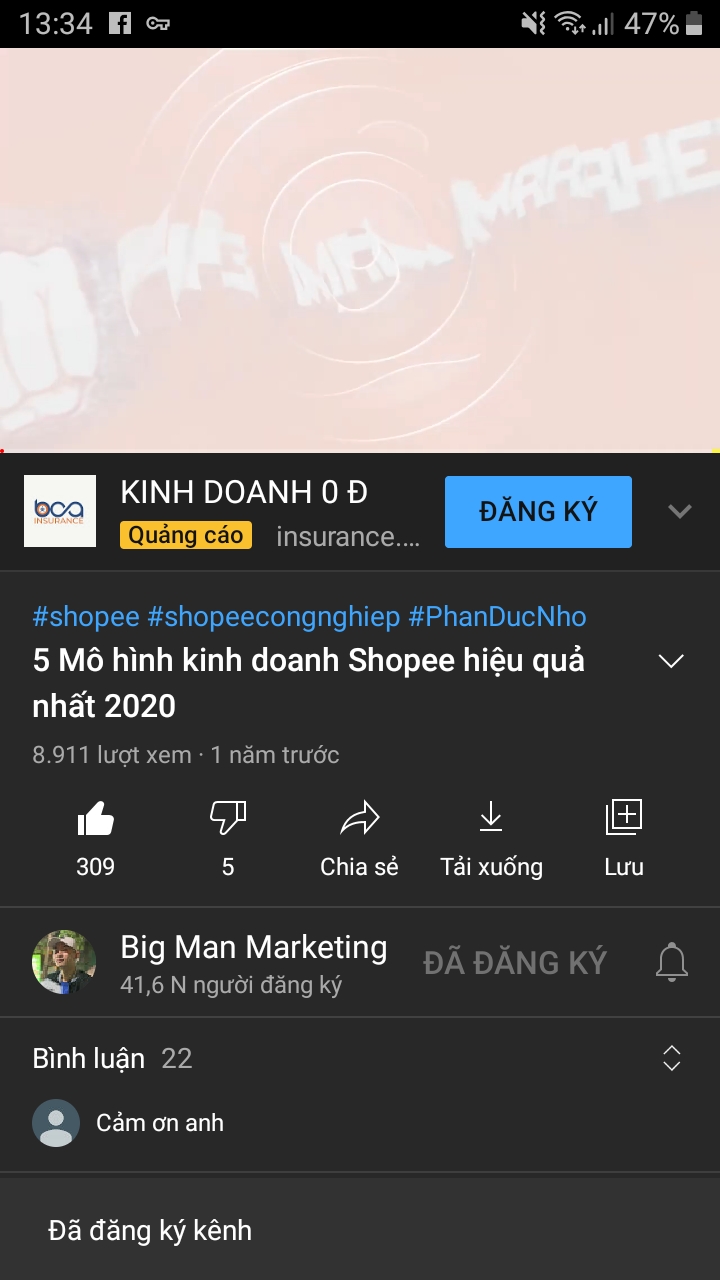 13:34
47%
BIG MAN MARKE
bca
INSURANCE
KINH DOANH 0 Đ
Quảng cáo insurance....
ĐĂNG KÝ
#shopee #shopeecongnghiep #PhanDucNho
5 Mô hình kinh doanh Shopee hiệu quả
nhất 2020
8.911 lượt xem · 1 năm trước
309
5
Chia sẻ
Tải xuống
Lưu
Big Man Marketing
41,6 N người đăng ký
ĐÃ ĐĂNG KÝ
Bình luận 22
Cảm ơn anh
Đã đăng ký kênh